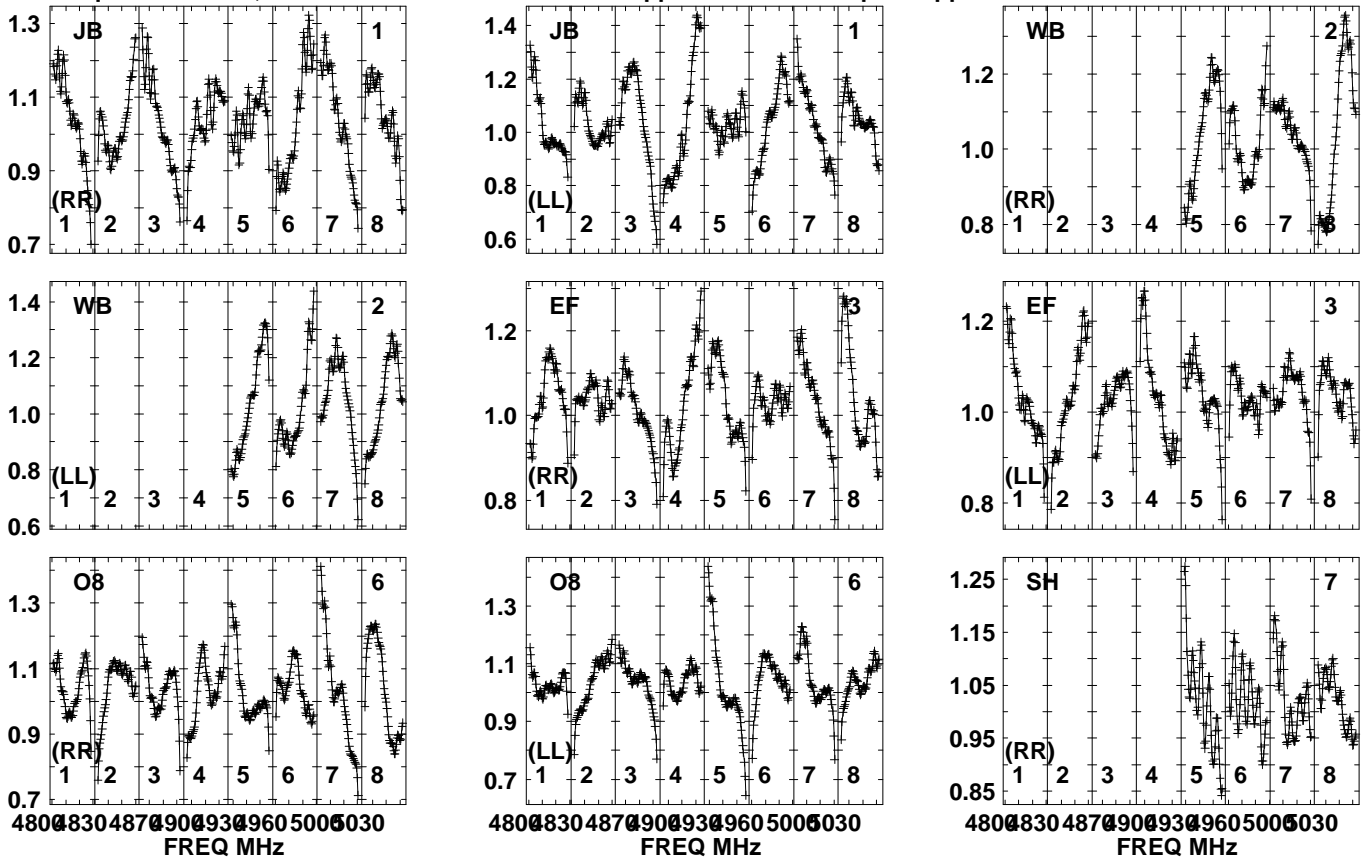 1.3 JB 1
1.1
0.9
0.7
(RR)
1 2 3 4 5 6 7 8
1.4 JB 1
1.2
1.0
0.8
0.6
(LL)
1 2 3 4 5 6 7 8
WB 2
1.2
1.0
0.8
(RR)
1 2 3 4 5 6 7 8
1.4 WB 2
1.2
1.0
0.8
0.6
(LL)
1 2 3 4 5 6 7 8
EF 3
1.2
1.0
0.8
(RR)
1 2 3 4 5 6 7 8
EF 3
1.2
1.0
0.8
(LL)
1 2 3 4 5 6 7 8
O8 6
1.3
1.1
0.9
0.7
(RR)
1 2 3 4 5 6 7 8
O8 6
1.3
1.1
0.9
0.7
(LL)
1 2 3 4 5 6 7 8
SH 7
1.25
1.15
1.05
0.95
0.85
(RR)
1 2 3 4 5 6 7 8
4800 4830 4870 4900 4930 4960 5000 5030
FREQ MHz
4800 4830 4870 4900 4930 4960 5000 5030
FREQ MHz
4800 4830 4870 4900 4930 4960 5000 5030
FREQ MHz